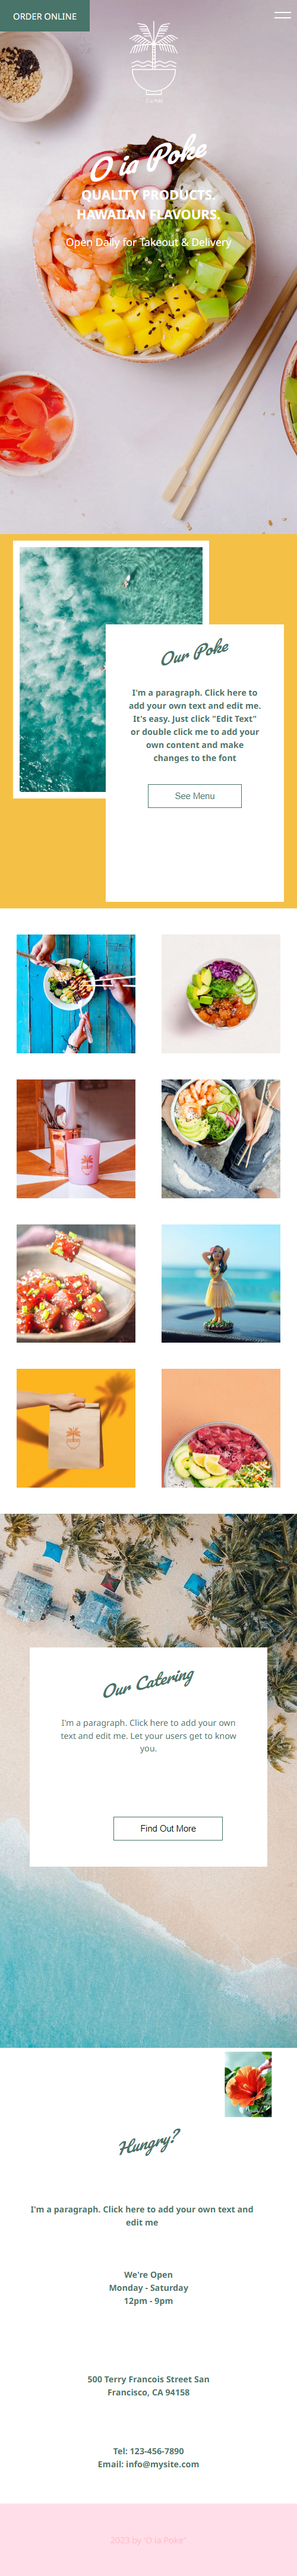 ORDER ONLINE
O ia Poke
QUALITY PRODUCTS.
HAWAIIAN FLAVOURS.
Open Daily for Takeout & Delivery
Our Poke
I'm a paragraph. Click here to
add your own text and edit me.
It's easy. Just click "Edit Text"
or double click me to add your
own content and make
changes to the font
See Menu
Our Catering
I'm a paragraph. Click here to add your own
text and edit me. Let your users get to know
you.
Find Out More
Hungry?
I'm a paragraph. Click here to add your own text and
edit me
We're Open
Monday - Saturday
12pm - 9pm
500 Terry Francois Street San
Francisco, CA 94158
Tel: 123-456-7890
Email: info@mysite.com
2023 by "O ia Poke"